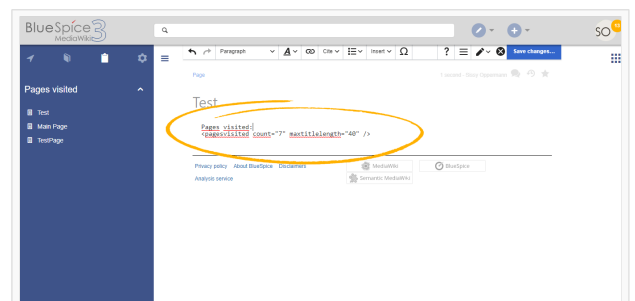 BlueSpice 3
MediaWiki
SO
Paragraph
A
Cite
Insert
Ω
?
Save changes...
Pages visited
Test
Main Page
TestPage
Page
Test
Pages visited:
<pagesvisited count="7" maxtitlelength="40" />
Privacy policy About BlueSpice Disclaimers
Analysis service
MediaWiki
Semantic MediaWiki
BlueSpice